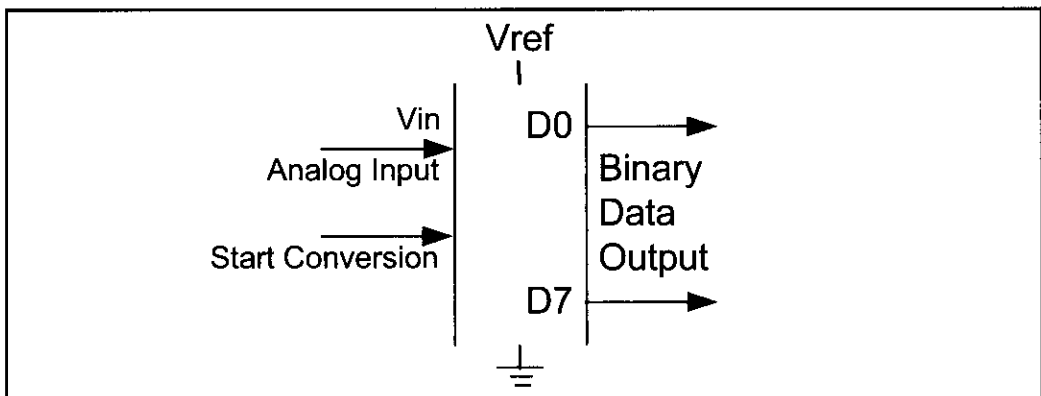 Vref
Vin
D0
Analog Input
Binary
Data
Start Conversion
Output
D7